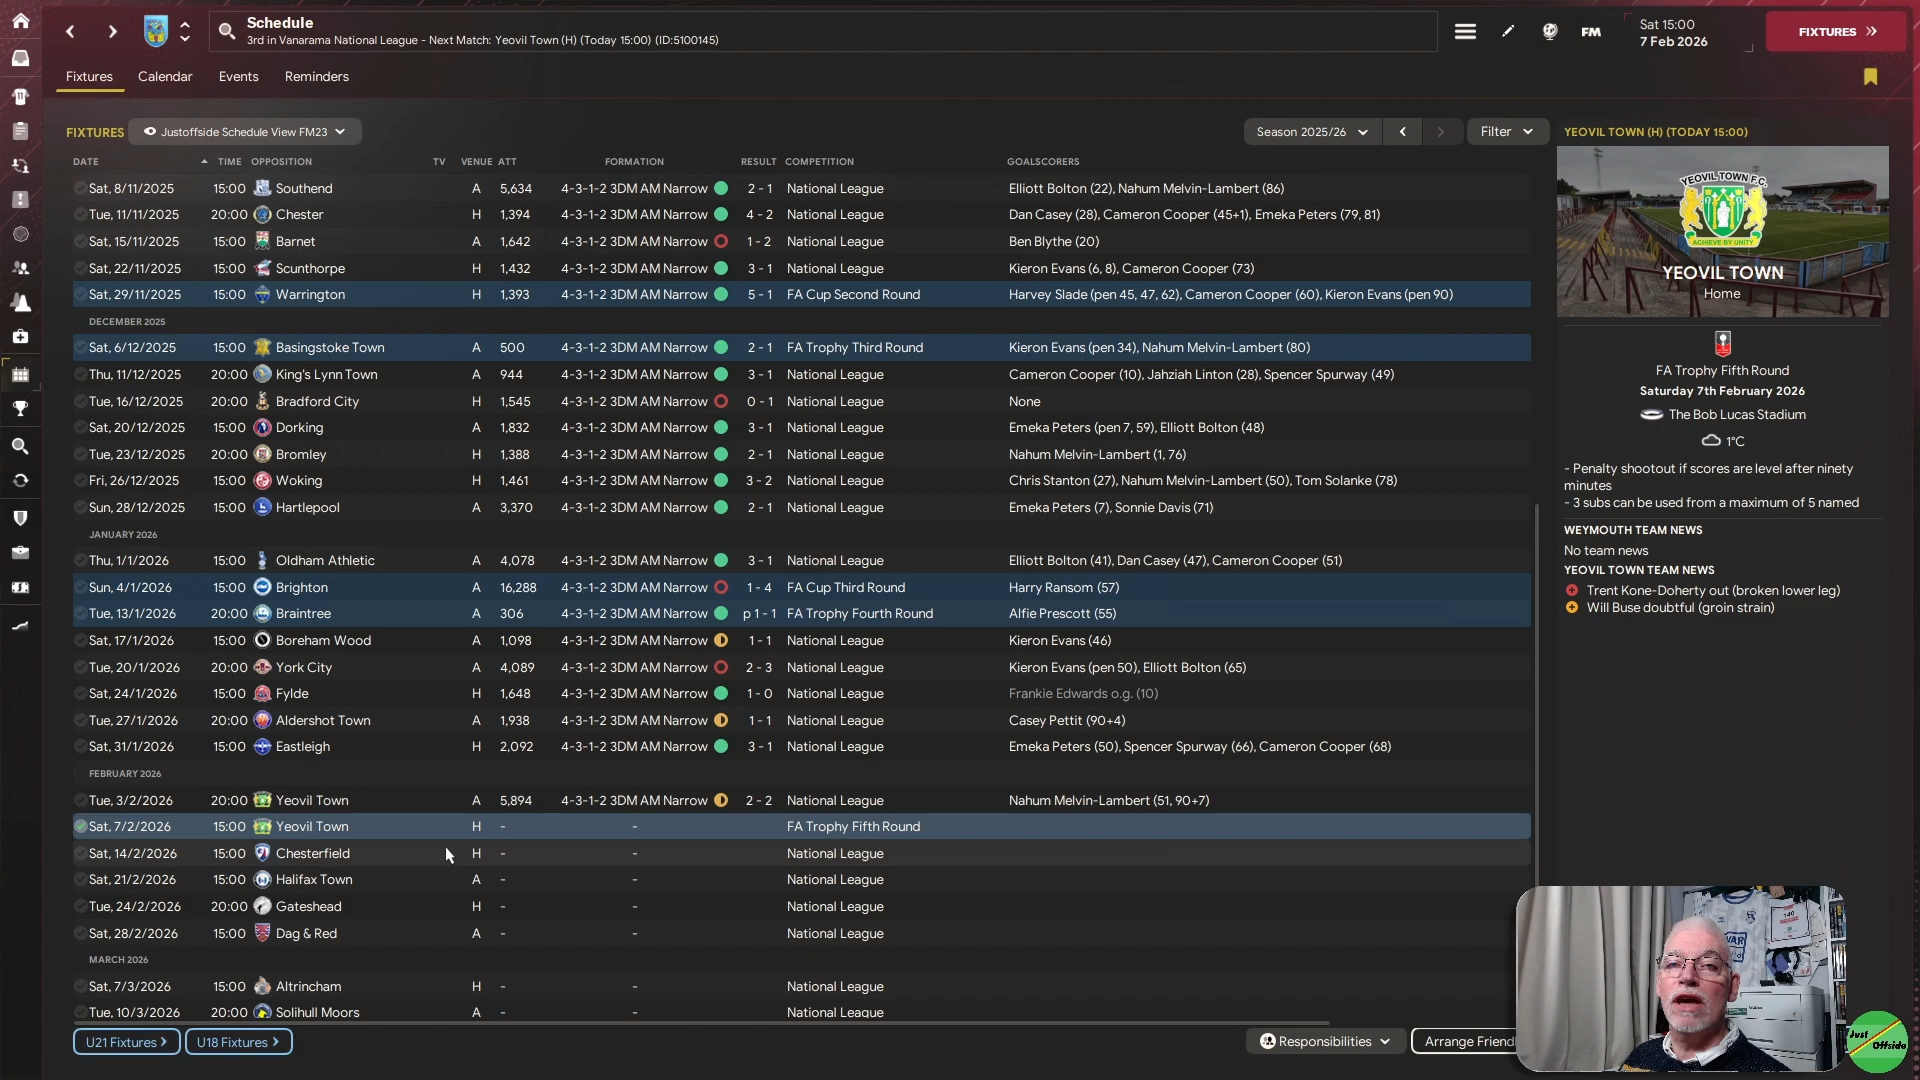 Schedule
3rd in Vanarama National League - Next Match: Yeovil Town (H) (Today 15:00) (ID:5100145)
FM
Sat 15:00
7 Feb 2026
FIXTURES
Fixtures Calendar Events Reminders
FIXTURES Justoffside Schedule View FM23 Season 2025/26 Filter
DATE TIME OPPOSITION TV VENUE ATT FORMATION RESULT COMPETITION GOALSCORERS
Sat, 8/11/2025 15:00 Southend A 5,634 4-3-1-2 3DM AM Narrow 2 - 1 National League Elliott Bolton (22), Nahum Melvin-Lambert (86)
Tue, 11/11/2025 20:00 Chester H 1,394 4-3-1-2 3DM AM Narrow 4 - 2 National League Dan Casey (28), Cameron Cooper (45+1), Emeka Peters (79, 81)
Sat, 15/11/2025 15:00 Barnet A 1,642 4-3-1-2 3DM AM Narrow 1 - 2 National League Ben Blythe (20)
Sat, 22/11/2025 15:00 Scunthorpe H 1,432 4-3-1-2 3DM AM Narrow 3 - 1 National League Kieron Evans (6, 8), Cameron Cooper (73)
Sat, 29/11/2025 15:00 Warrington H 1,393 4-3-1-2 3DM AM Narrow 5 - 1 FA Cup Second Round Harvey Slade (pen 45, 47, 62), Cameron Cooper (60), Kieron Evans (pen 90)
DECEMBER 2025
Sat, 6/12/2025 15:00 Basingstoke Town A 500 4-3-1-2 3DM AM Narrow 2 - 1 FA Trophy Third Round Kieron Evans (pen 34), Nahum Melvin-Lambert (80)
Thu, 11/12/2025 20:00 King's Lynn Town A 944 4-3-1-2 3DM AM Narrow 3 - 1 National League Cameron Cooper (10), Jahziah Linton (28), Spencer Spurway (49)
Tue, 16/12/2025 20:00 Bradford City H 1,545 4-3-1-2 3DM AM Narrow 0 - 1 National League None
Sat, 20/12/2025 15:00 Dorking A 1,832 4-3-1-2 3DM AM Narrow 3 - 1 National League Emeka Peters (pen 7, 59), Elliott Bolton (48)
Tue, 23/12/2025 20:00 Bromley H 1,388 4-3-1-2 3DM AM Narrow 2 - 1 National League Nahum Melvin-Lambert (1, 76)
Fri, 26/12/2025 15:00 Woking H 1,461 4-3-1-2 3DM AM Narrow 3 - 2 National League Chris Stanton (27), Nahum Melvin-Lambert (50), Tom Solanke (78)
Sun, 28/12/2025 15:00 Hartlepool A 3,370 4-3-1-2 3DM AM Narrow 2 - 1 National League Emeka Peters (7), Sonnie Davis (71)
JANUARY 2026
Thu, 1/1/2026 15:00 Oldham Athletic A 4,078 4-3-1-2 3DM AM Narrow 3 - 1 National League Elliott Bolton (41), Dan Casey (47), Cameron Cooper (51)
Sun, 4/1/2026 15:00 Brighton A 16,288 4-3-1-2 3DM AM Narrow 1 - 4 FA Cup Third Round Harry Ransom (57)
Tue, 13/1/2026 20:00 Braintree A 306 4-3-1-2 3DM AM Narrow p 1 - 1 FA Trophy Fourth Round Alfie Prescott (55)
Sat, 17/1/2026 15:00 Boreham Wood A 1,098 4-3-1-2 3DM AM Narrow 1 - 1 National League Kieron Evans (46)
Tue, 20/1/2026 20:00 York City A 4,089 4-3-1-2 3DM AM Narrow 2 - 3 National League Kieron Evans (pen 50), Elliott Bolton (65)
Sat, 24/1/2026 15:00 Fylde H 1,648 4-3-1-2 3DM AM Narrow 1 - 0 National League Frankie Edwards o.g. (10)
Tue, 27/1/2026 20:00 Aldershot Town A 1,938 4-3-1-2 3DM AM Narrow 1 - 1 National League Casey Pettit (90+4)
Sat, 31/1/2026 15:00 Eastleigh H 2,092 4-3-1-2 3DM AM Narrow 3 - 1 National League Emeka Peters (50), Spencer Spurway (66), Cameron Cooper (68)
FEBRUARY 2026
Tue, 3/2/2026 20:00 Yeovil Town A 5,894 4-3-1-2 3DM AM Narrow 2 - 2 National League Nahum Melvin-Lambert (51, 90+7)
Sat, 7/2/2026 15:00 Yeovil Town H - - FA Trophy Fifth Round
Sat, 14/2/2026 15:00 Chesterfield H - - National League
Sat, 21/2/2026 15:00 Halifax Town A - - National League
Tue, 24/2/2026 20:00 Gateshead H - - National League
Sat, 28/2/2026 15:00 Dag & Red A - - National League
MARCH 2026
Sat, 7/3/2026 15:00 Altrincham H - - National League
Tue, 10/3/2026 20:00 Solihull Moors A - - National League
U21 Fixtures U18 Fixtures Responsibilities Arrange Friend
YEOVIL TOWN (H) (TODAY 15:00)
YEOVIL TOWN F.C.
ACHIEVE BY UNITY
YEOVIL TOWN
Home
FA Trophy Fifth Round
Saturday 7th February 2026
The Bob Lucas Stadium
1°C
- Penalty shootout if scores are level after ninety
minutes
- 3 subs can be used from a maximum of 5 named
WEYMOUTH TEAM NEWS
No team news
YEOVIL TOWN TEAM NEWS
Trent Kone-Doherty out (broken lower leg)
Will Buse doubtful (groin strain)
140
Just
Offside